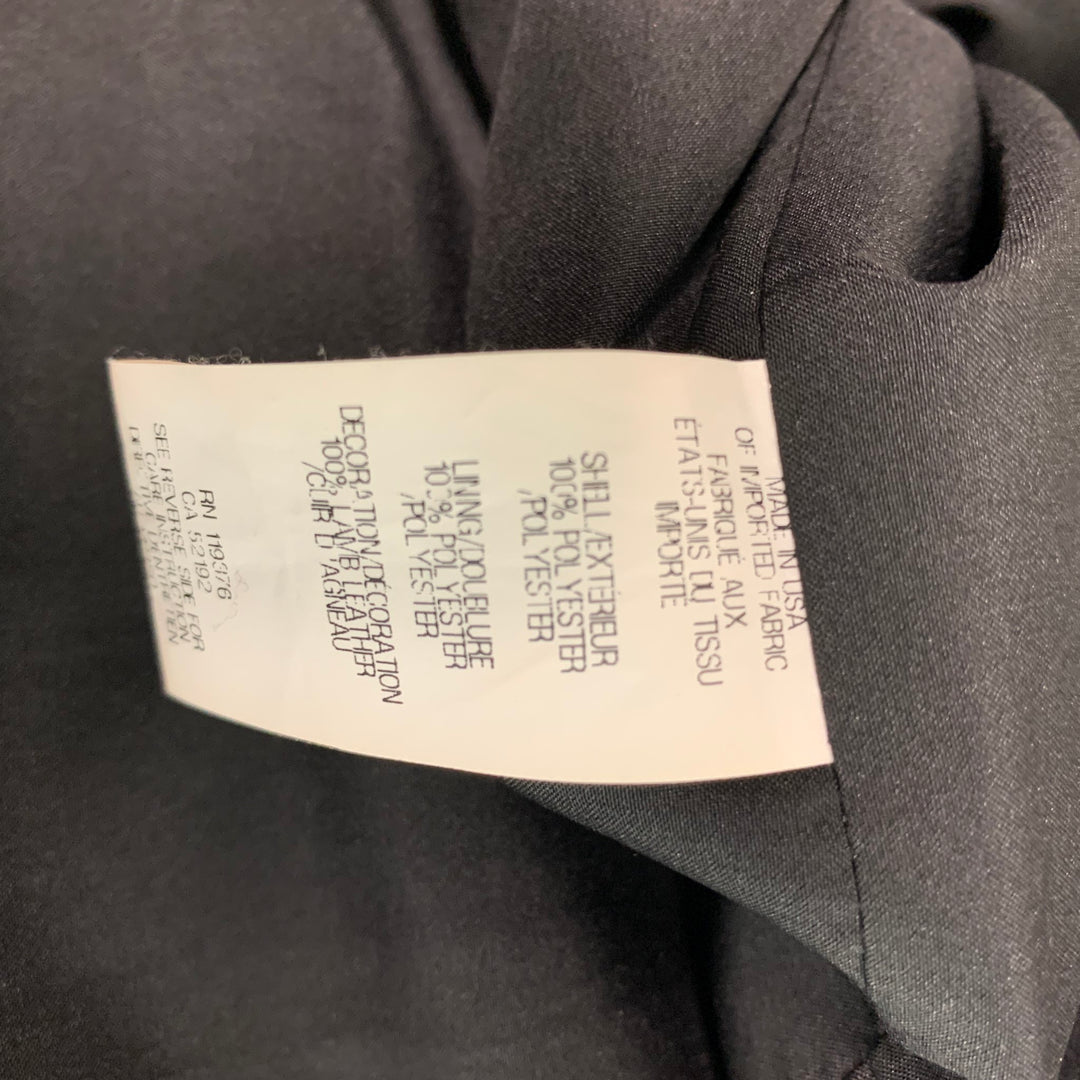 MADE IN USA
OF IMPORTED FABRIC
FABRIQUÉ AUX
ÉTATS-UNIS DU TISSU
IMPORTÉ
SHELL/EXTÉRIEUR
100% POLYESTER
/POLYESTER
LINING/DOUBLURE
100% POLYESTER
/POLYESTER
DECORATION/DÉCORATION
100% LAMB LEATHER
/CUIR D'AGNEAU
RN 119376
CA 52192
SEE REVERSE SIDE FOR
CARE INSTRUCTION